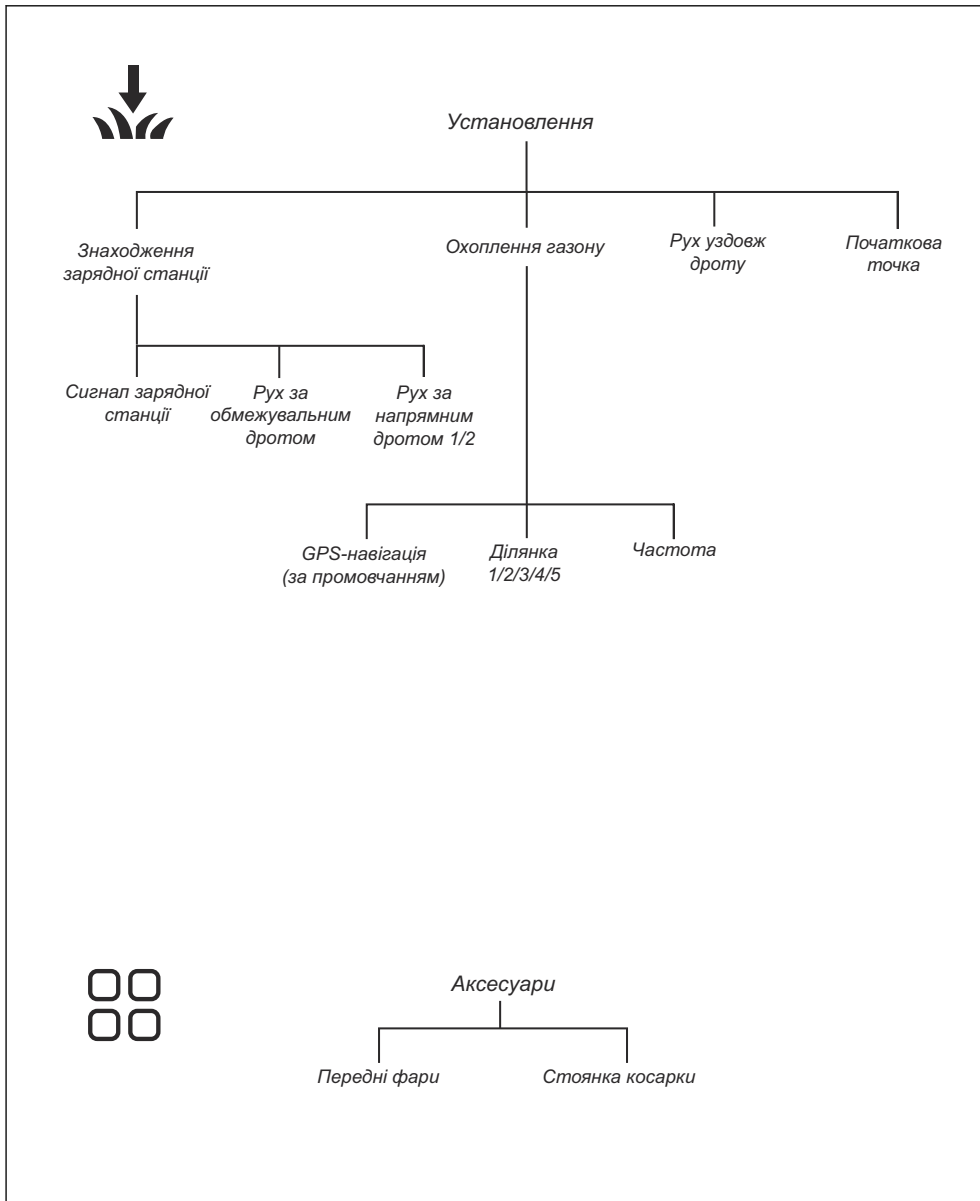 Установлення
Знаходження
зарядної станції
Охоплення газону
Рух уздовж
дроту
Початкова
точка
Сигнал зарядної
станції
Рух за
обмежувальним
дротом
Рух за
напрямним
дротом 1/2
GPS-навігація
(за промовчанням)
Ділянка
1/2/3/4/5
Частота
Аксесуари
Передні фари
Стоянка косарки